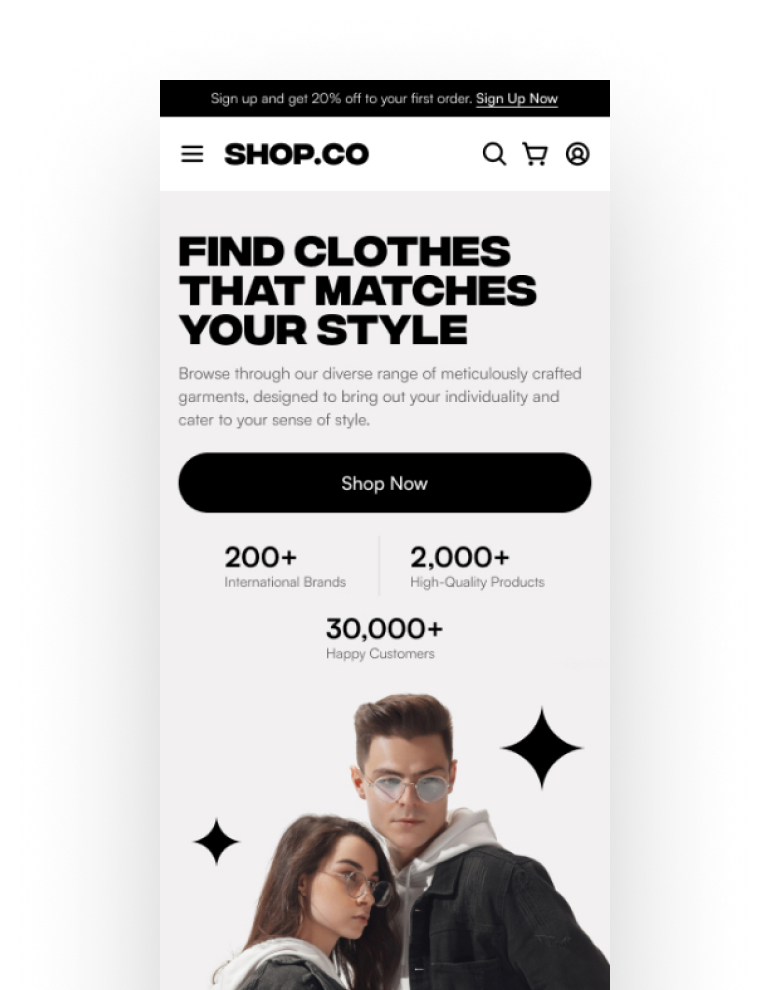 Sign up and get 20% off to your first order. Sign Up Now
SHOP.CO
FIND CLOTHES
THAT MATCHES
YOUR STYLE
Browse through our diverse range of meticulously crafted
garments, designed to bring out your individuality and
cater to your sense of style.
Shop Now
200+
International Brands
2,000+
High-Quality Products
30,000+
Happy Customers